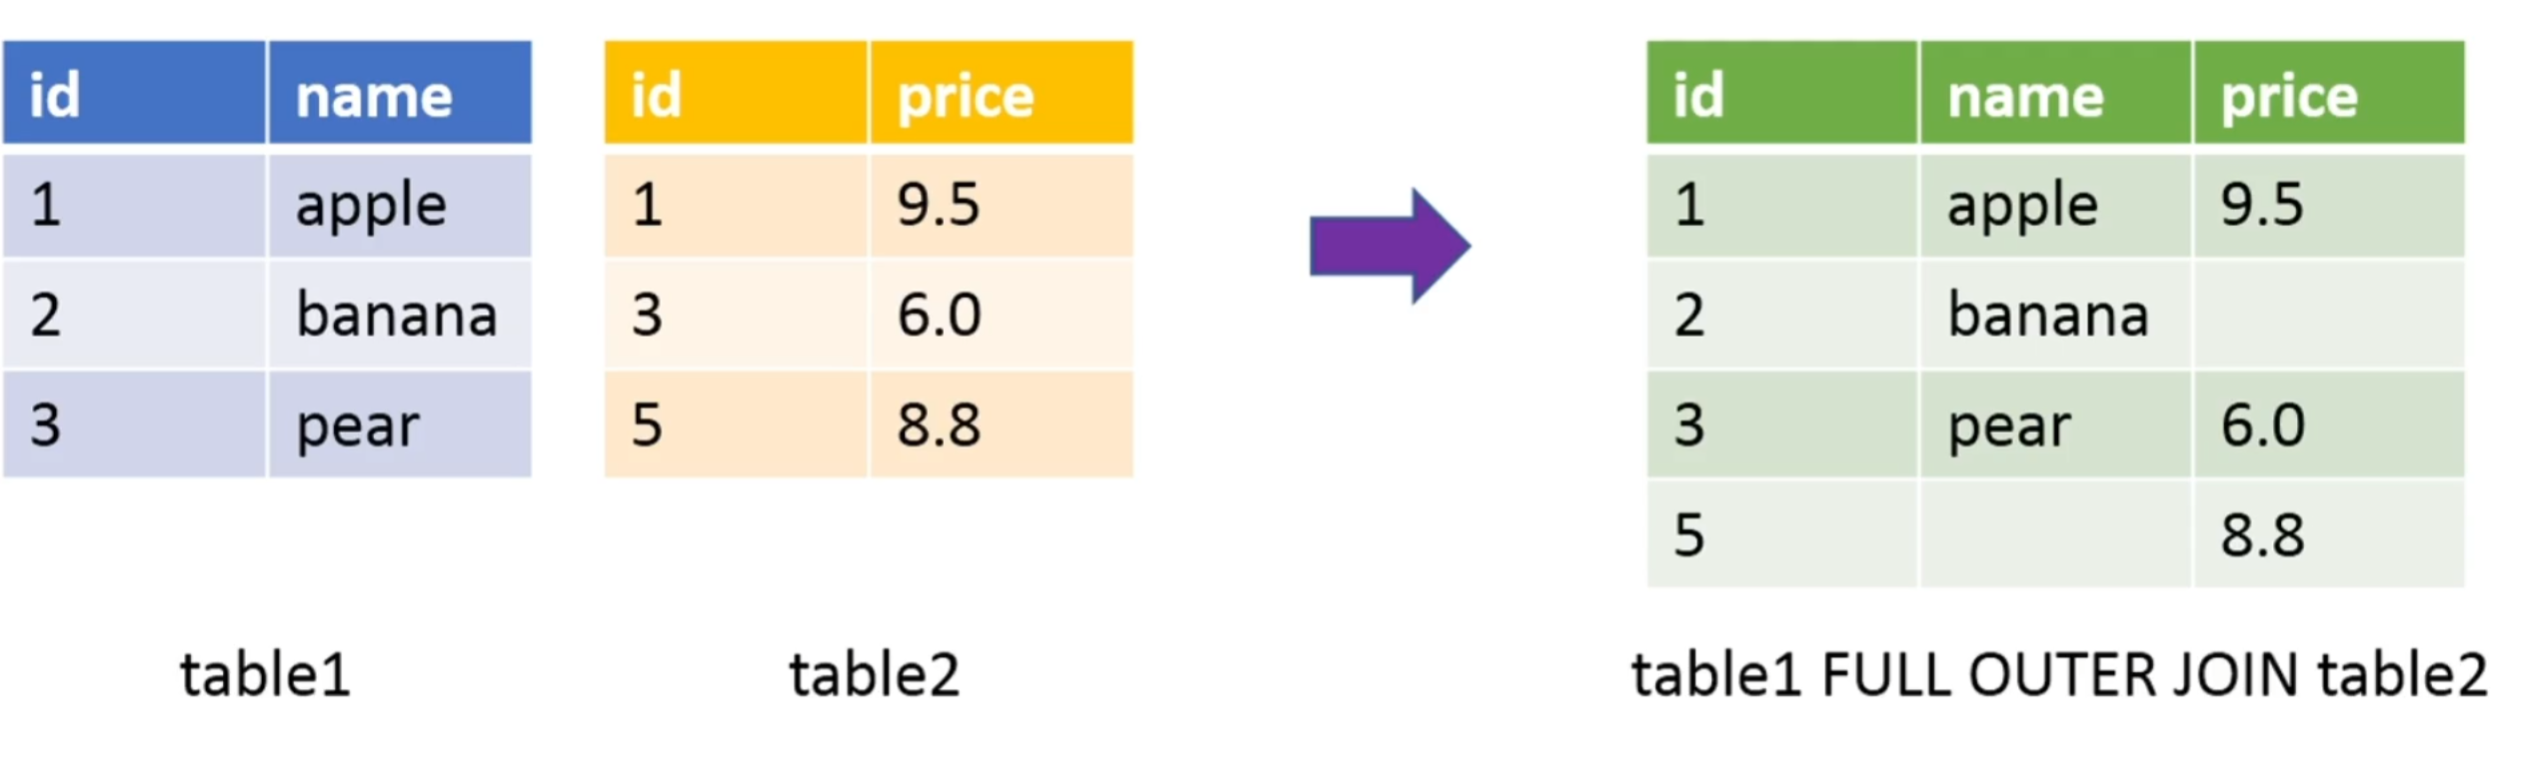 id name id price id name price
1 apple 1 9.5 1 apple 9.5
2 banana 3 6.0 2 banana
3 pear 5 8.8 3 pear 6.0
5 8.8
table1 table2 table1 FULL OUTER JOIN table2